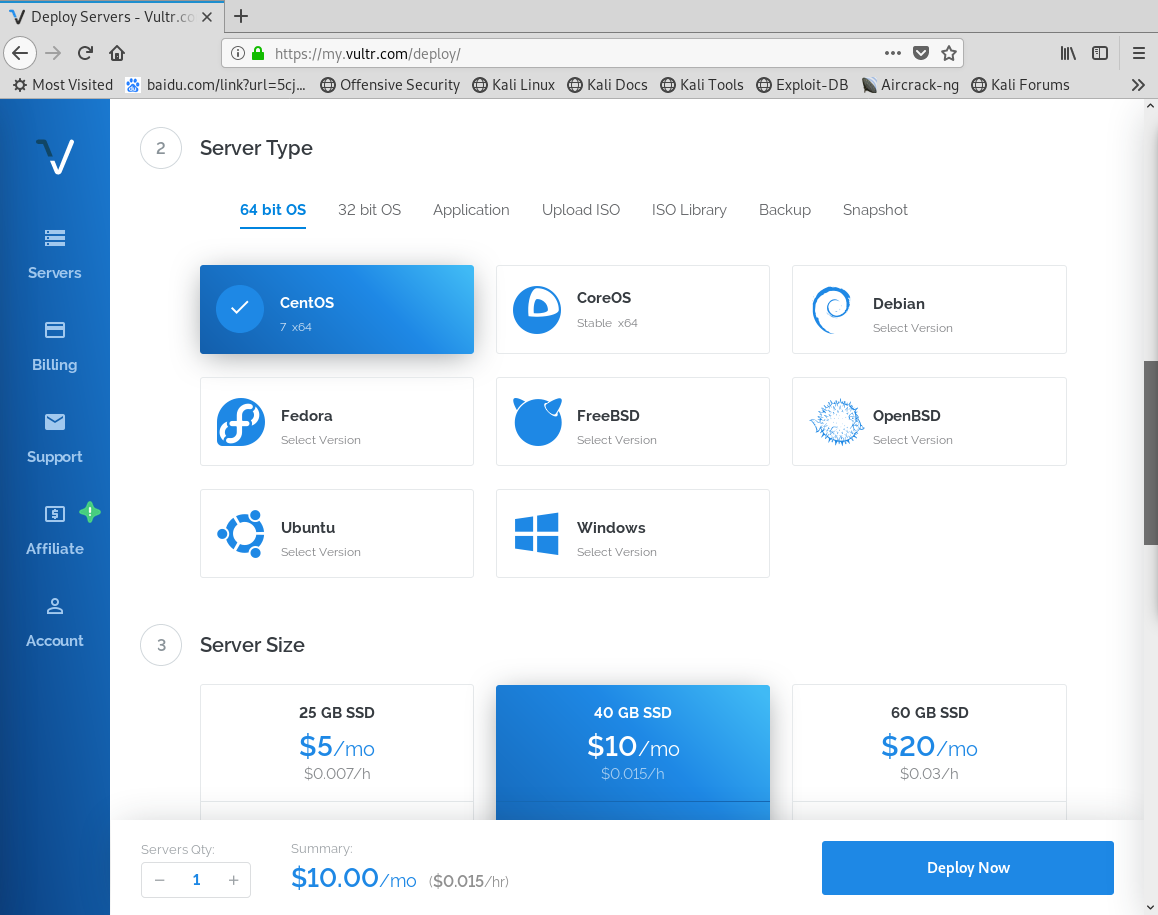 Deploy Servers - Vultr.co
https://my.vultr.com/deploy/
Most Visited
baidu.com/link?url=5cj...
Offensive Security
Kali Linux
Kali Docs
Kali Tools
Exploit-DB
Aircrack-ng
Kali Forums
Servers
Billing
Support
Affiliate
Account
2 Server Type
64 bit OS
32 bit OS
Application
Upload ISO
ISO Library
Backup
Snapshot
CentOS
7 x64
CoreOS
Stable x64
Debian
Select Version
Fedora
Select Version
FreeBSD
Select Version
OpenBSD
Select Version
Ubuntu
Select Version
Windows
Select Version
3 Server Size
25 GB SSD
$5/mo
$0.007/h
40 GB SSD
$10/mo
$0.015/h
60 GB SSD
$20/mo
$0.03/h
Servers Qty:
− 1 +
Summary:
$10.00/mo ($0.015/hr)
Deploy Now